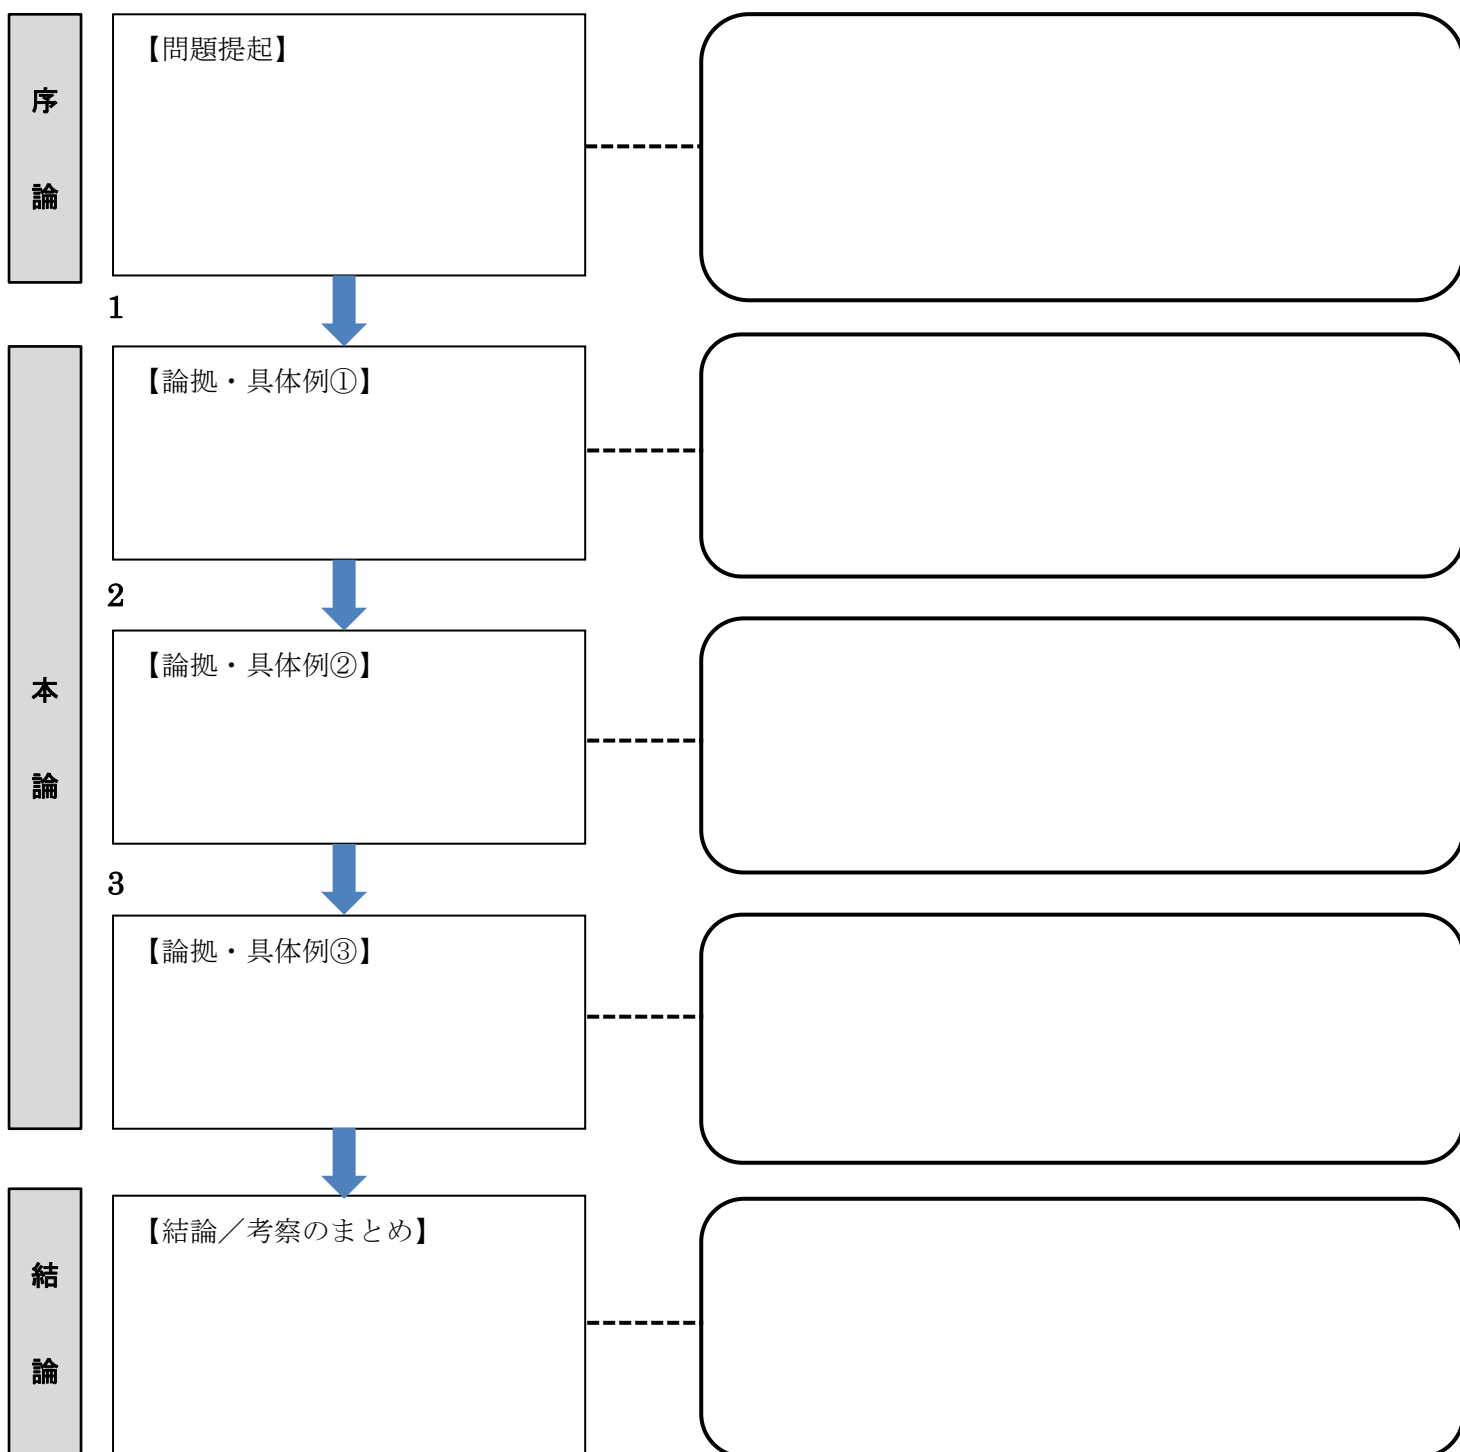 序論
【問題提起】
1
本論
【論拠・具体例①】
2
【論拠・具体例②】
3
【論拠・具体例③】
結論
【結論／考察のまとめ】